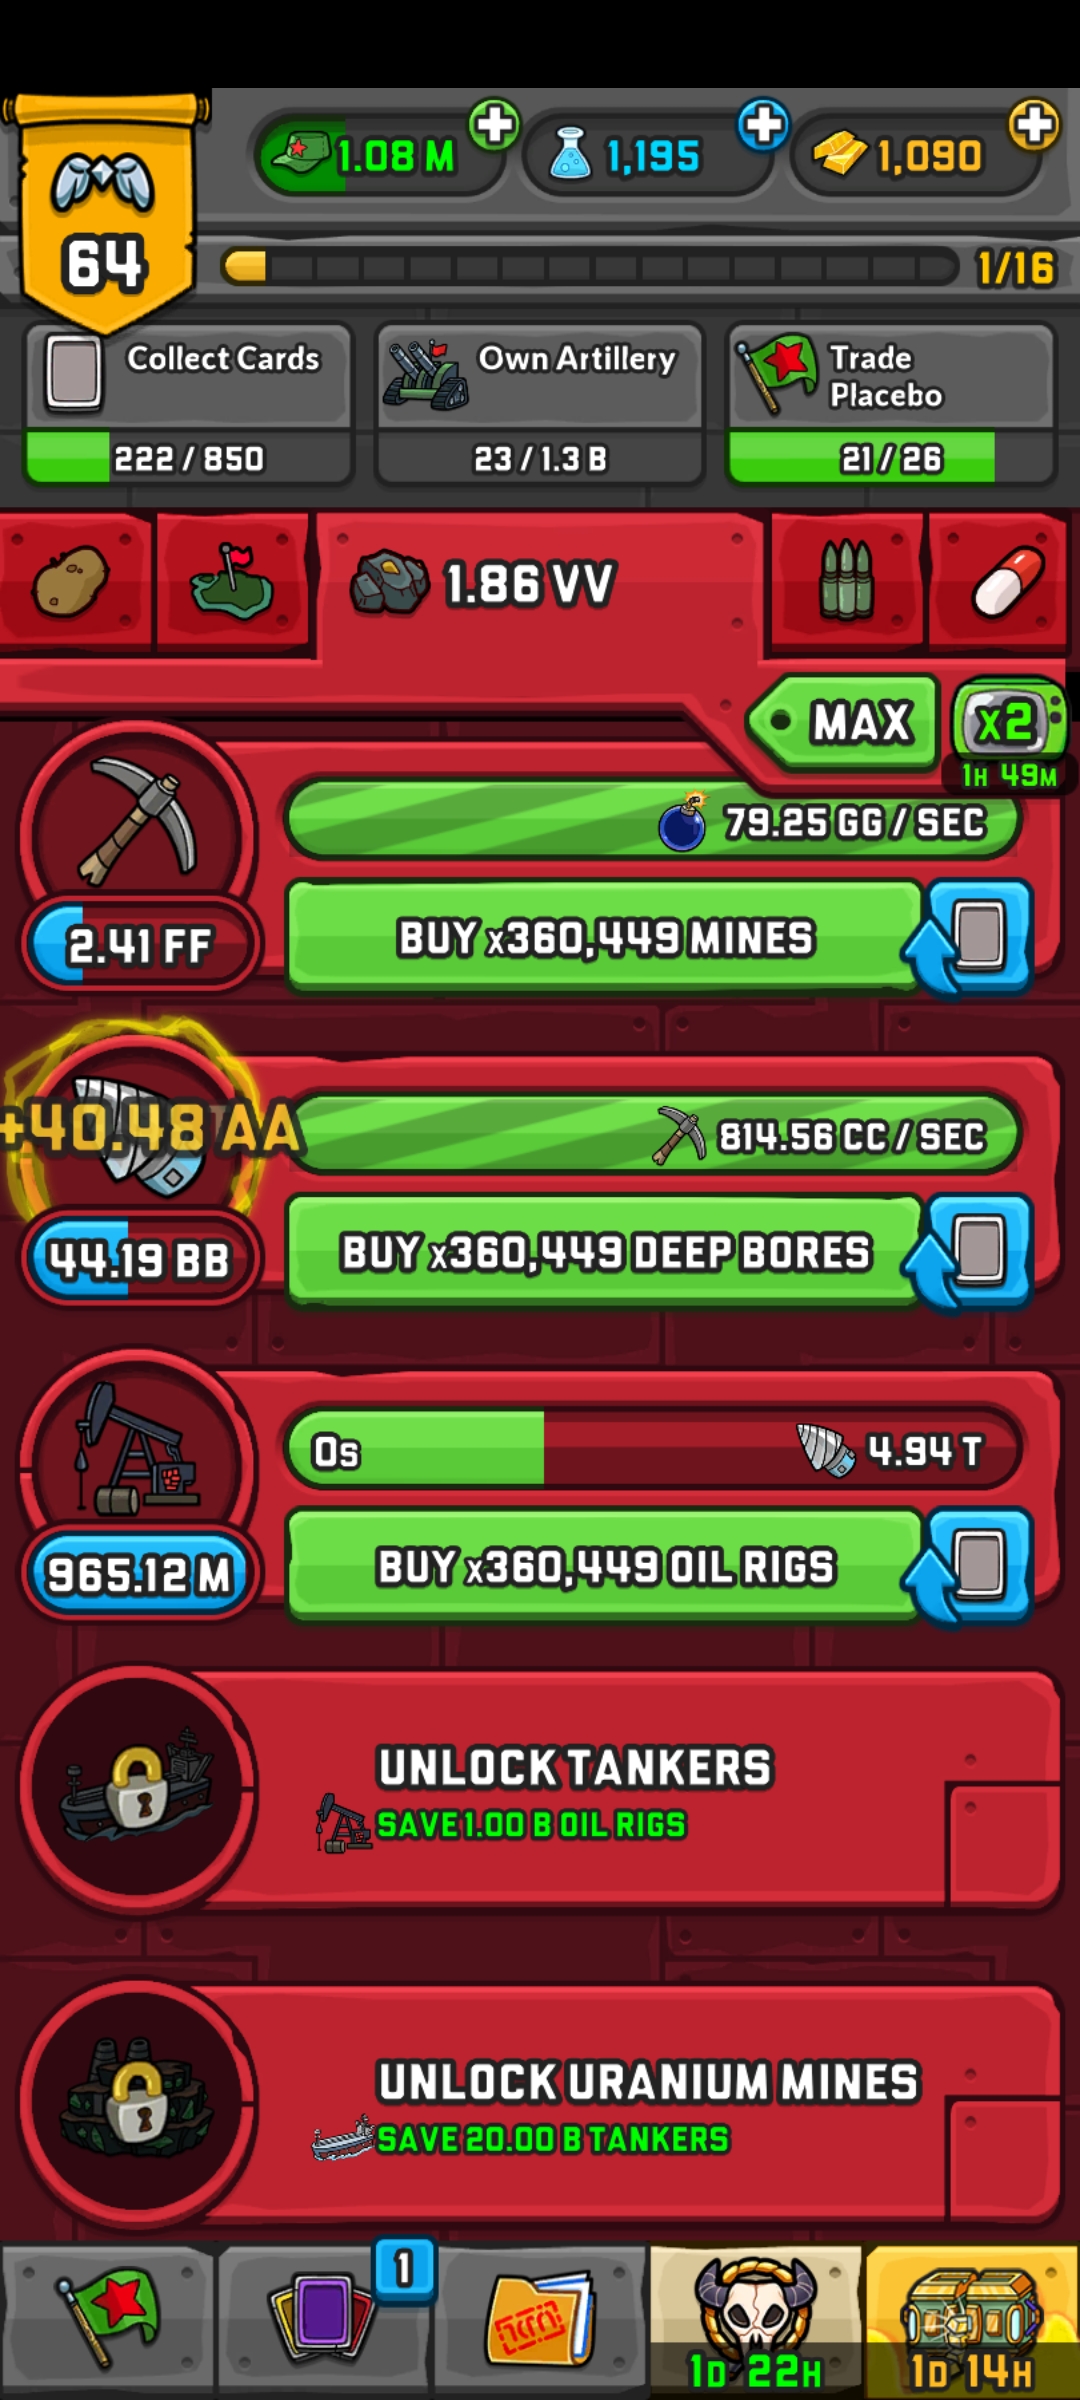 64
1.08 M
1,195
1,090
1/16
Collect Cards
222 / 850
Own Artillery
23 / 1.3 B
Trade
Placebo
21 / 26
1.86 VV
MAX
x2
1H 49M
79.25 GG / SEC
2.41 FF
BUY x360,449 MINES
+40.48 AA
814.56 CC / SEC
44.19 BB
BUY x360,449 DEEP BORES
0s
4.94 T
965.12 M
BUY x360,449 OIL RIGS
UNLOCK TANKERS
SAVE 1.00 B OIL RIGS
UNLOCK URANIUM MINES
SAVE 20.00 B TANKERS
1
1D 22H
1D 14H